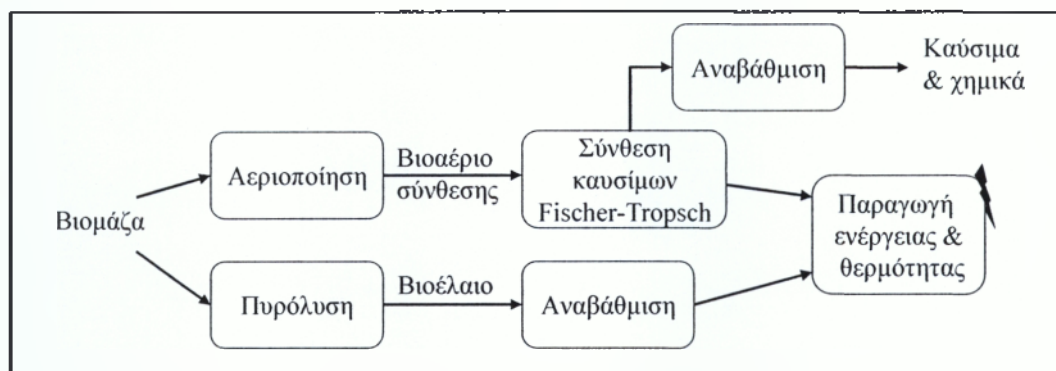 Βιομάζα
Αεριοποίηση
Βιοαέριο
σύνθεσης
Σύνθεση
καυσίμων
Fischer-Tropsch
Αναβάθμιση
Καύσιμα
& χημικά
Πυρόλυση
Βιοέλαιο
Αναβάθμιση
Παραγωγή
ενέργειας &
θερμότητας